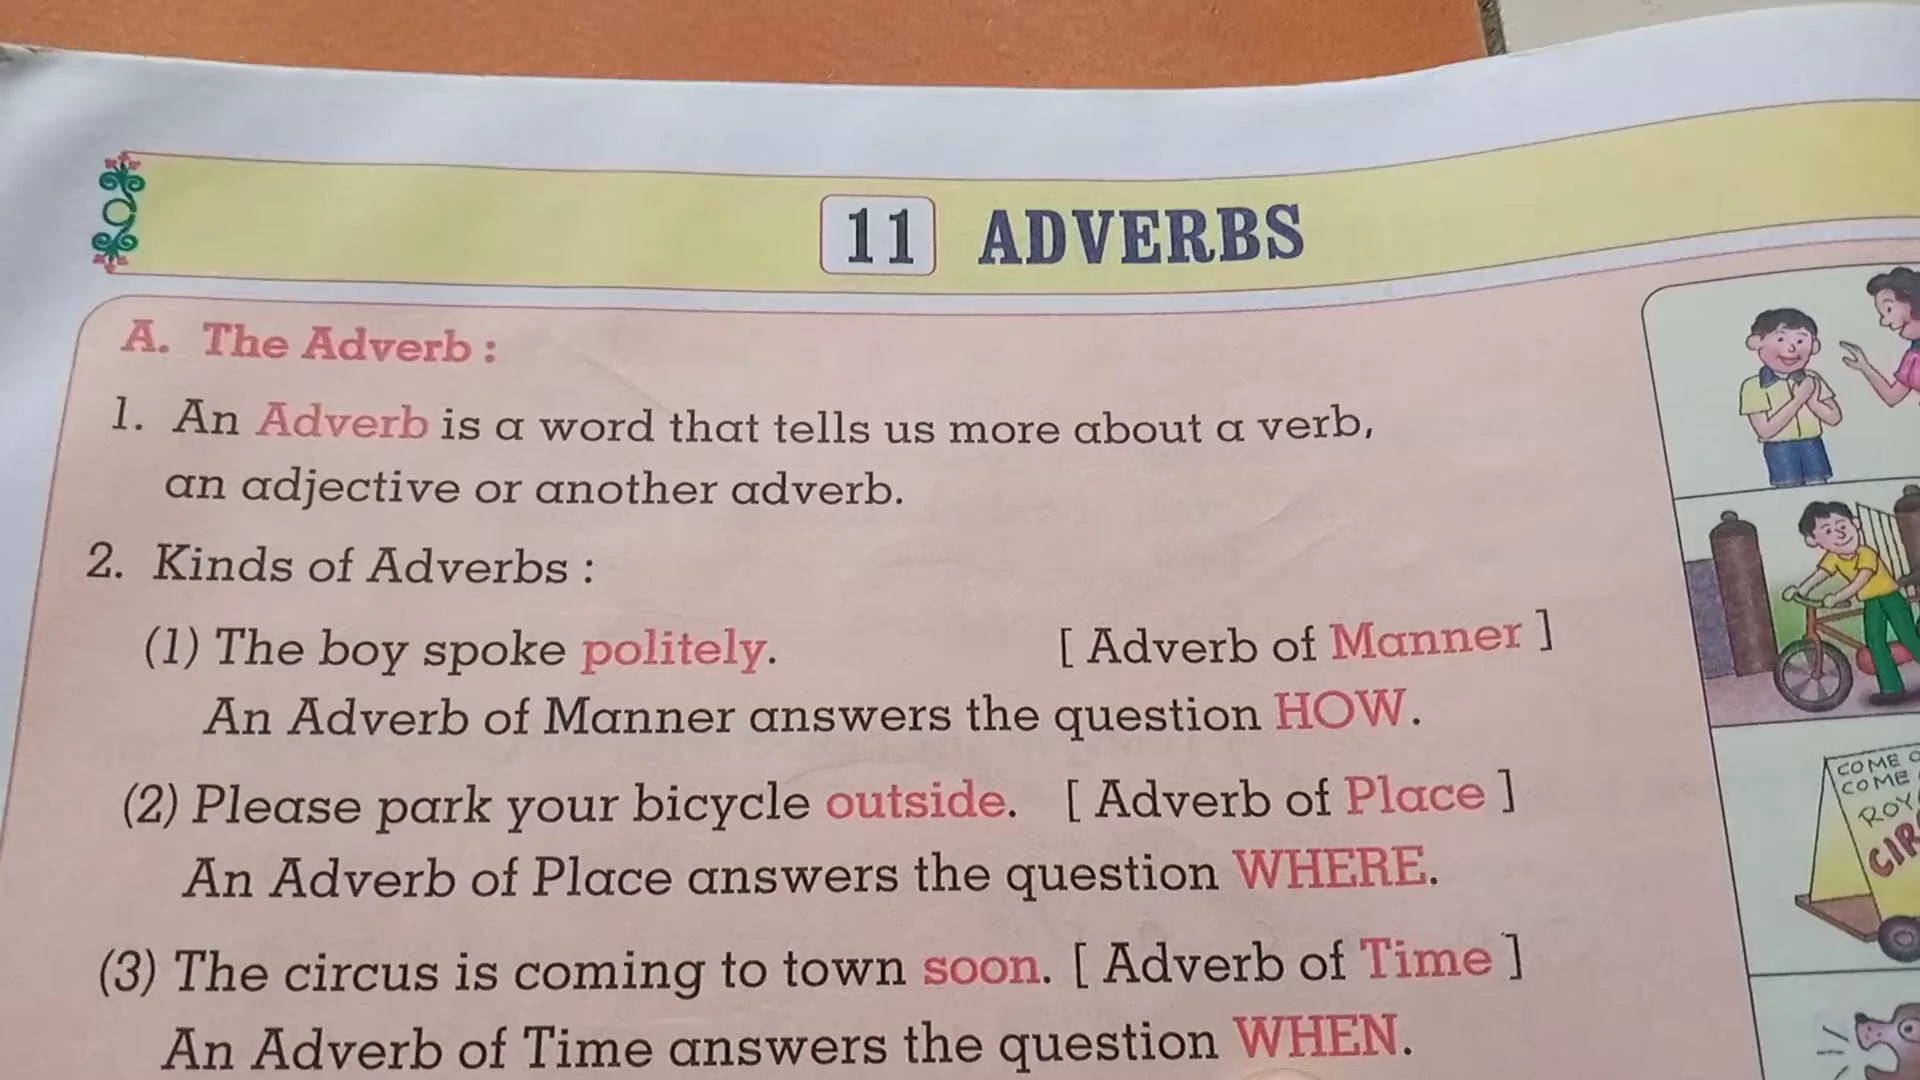 11 ADVERBS
A. The Adverb :
1. An Adverb is a word that tells us more about a verb,
an adjective or another adverb.
2. Kinds of Adverbs :
(1) The boy spoke politely. [ Adverb of Manner ]
An Adverb of Manner answers the question HOW.
(2) Please park your bicycle outside. [ Adverb of Place ]
An Adverb of Place answers the question WHERE.
(3) The circus is coming to town soon. [ Adverb of Time ]
An Adverb of Time answers the question WHEN.
COME
COME